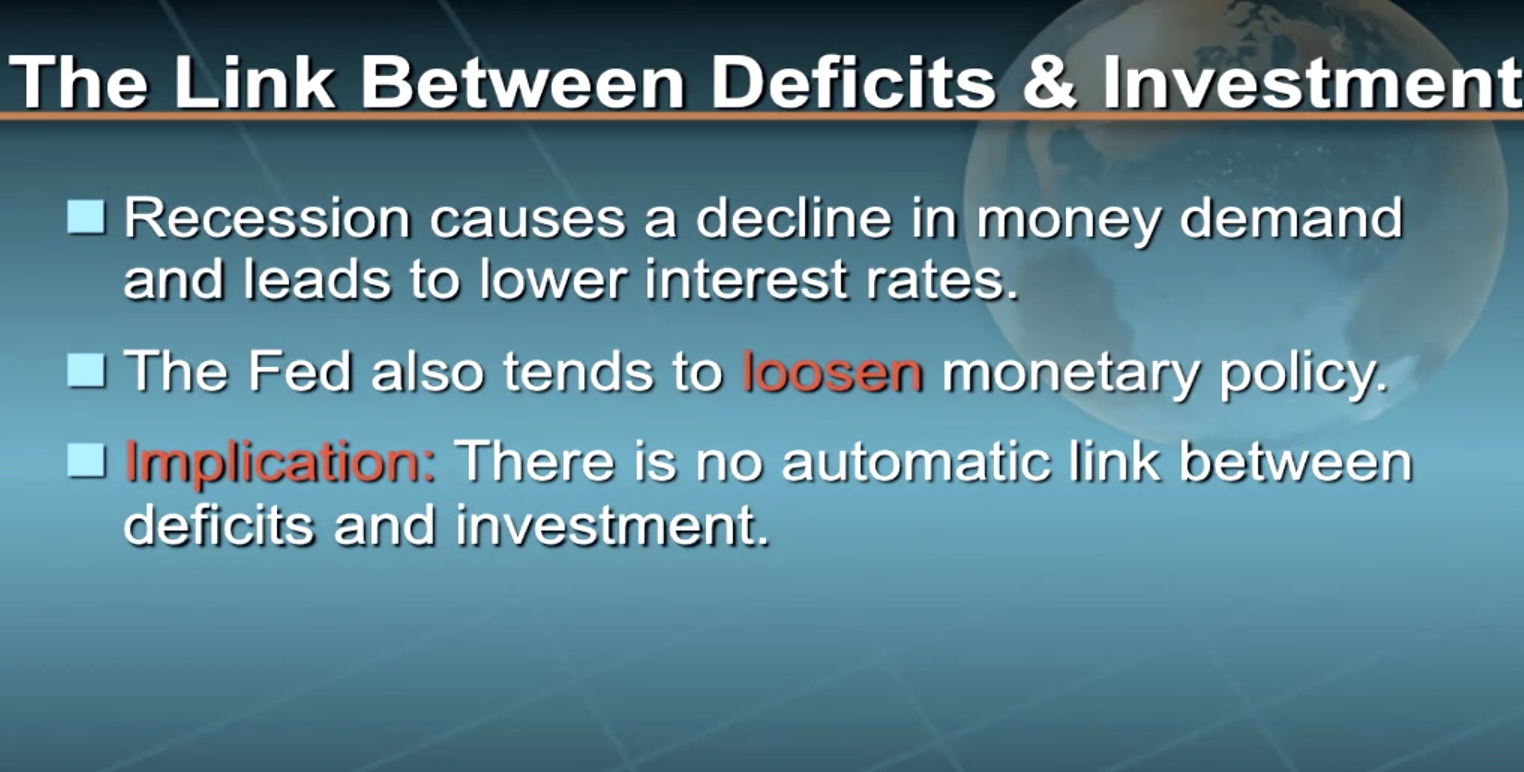 The Link Between Deficits & Investment
Recession causes a decline in money demand
and leads to lower interest rates.
The Fed also tends to loosen monetary policy.
Implication: There is no automatic link between
deficits and investment.